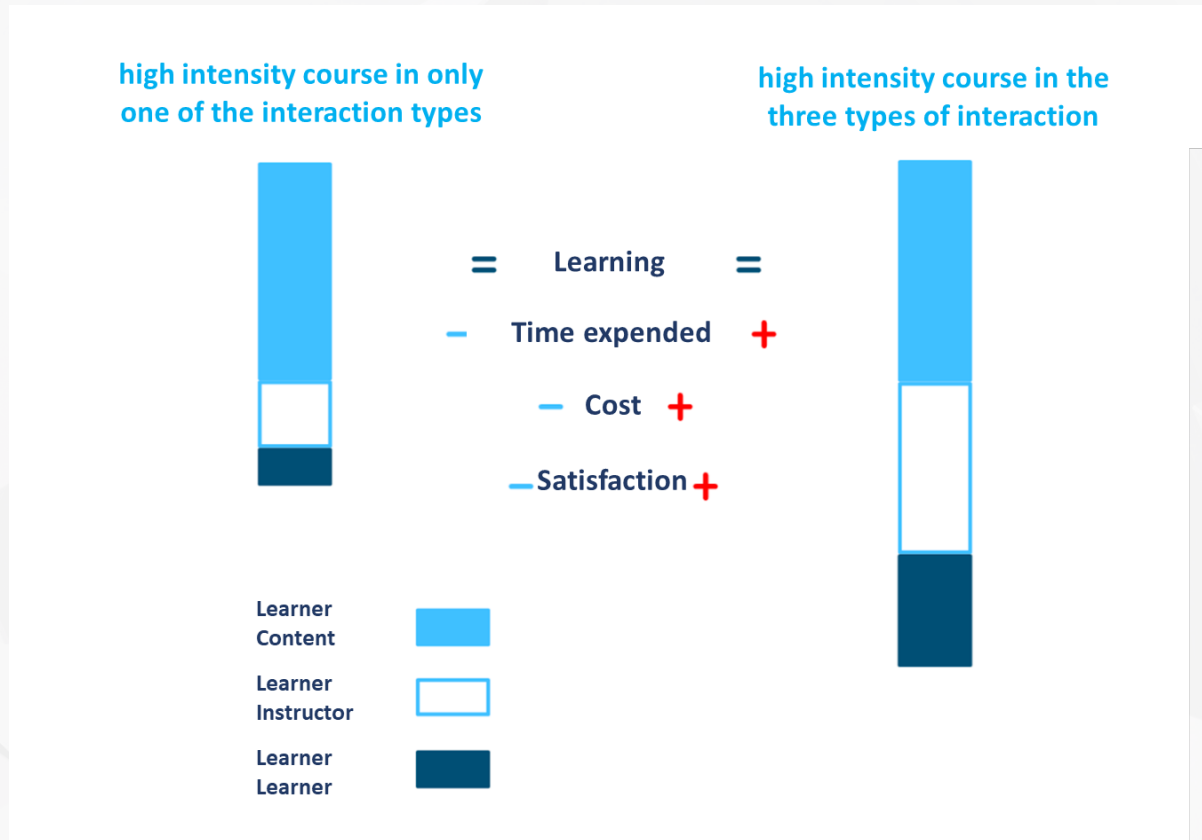 high intensity course in only
one of the interaction types
high intensity course in the
three types of interaction
= Learning =
− Time expended +
− Cost +
− Satisfaction +
Learner
Content
Learner
Instructor
Learner
Learner